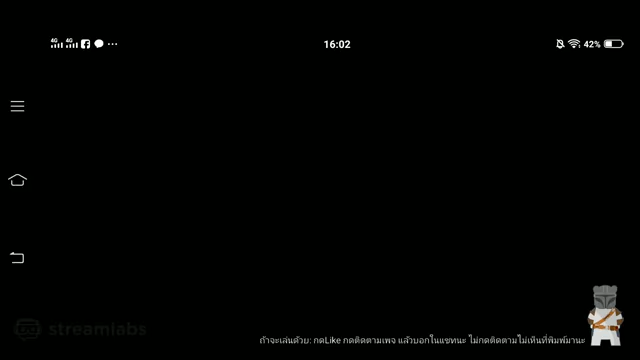 4G 4G ... 16:02 42%
streamlabs
ถ้าจะเล่นด้วย: กดLike กดติดตามเพจ แล้วบอกในแชทนะ ไม่กดติดตามไม่เห็นที่พิมพ์มานะ